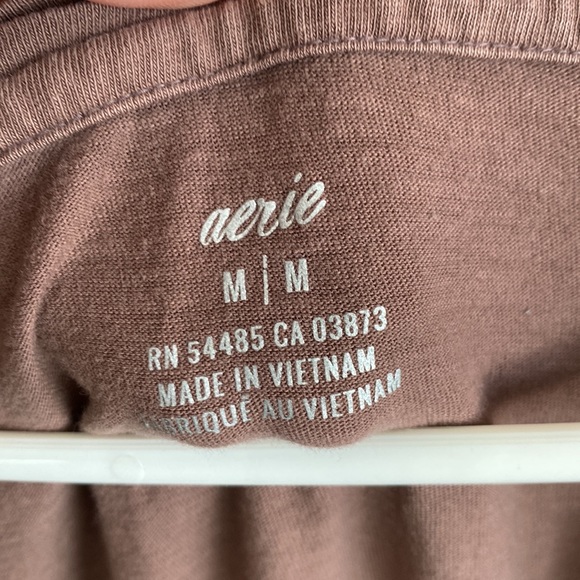 aerie
M | M
RN 54485 CA 03873
MADE IN VIETNAM
AU VIETNAM